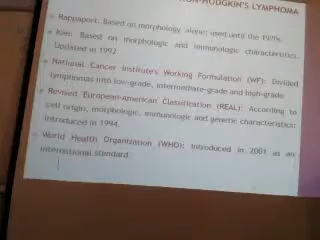 NON-HODGKIN'S LYMPHOMA
Rappaport: Based on morphology alone; used until the 1970s.
Kiel: Based on morphologic and immunologic characteristics.
Updated in 1992
National Cancer Institute's Working Formulation (WF): Divided
lymphomas into low-grade, intermediate-grade and high-grade
Revised European-American Classification (REAL): According to
cell origin, morphologic, immunologic and genetic characteristics;
introduced in 1994.
World Health Organization (WHO): Introduced in 2001 as an
international standard